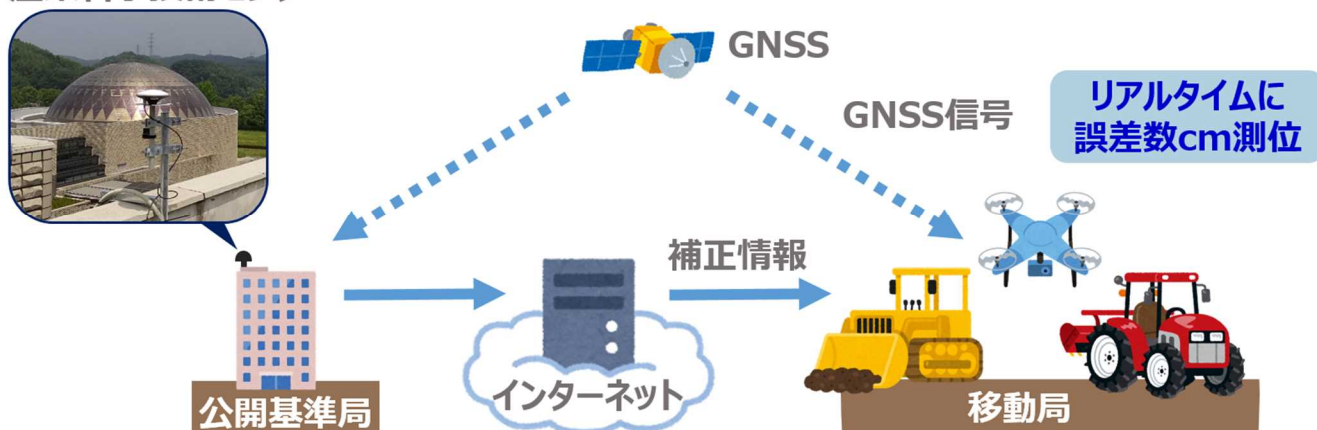 GNSS
GNSS信号
リアルタイムに
誤差数cm測位
補正情報
インターネット
公開基準局
移動局